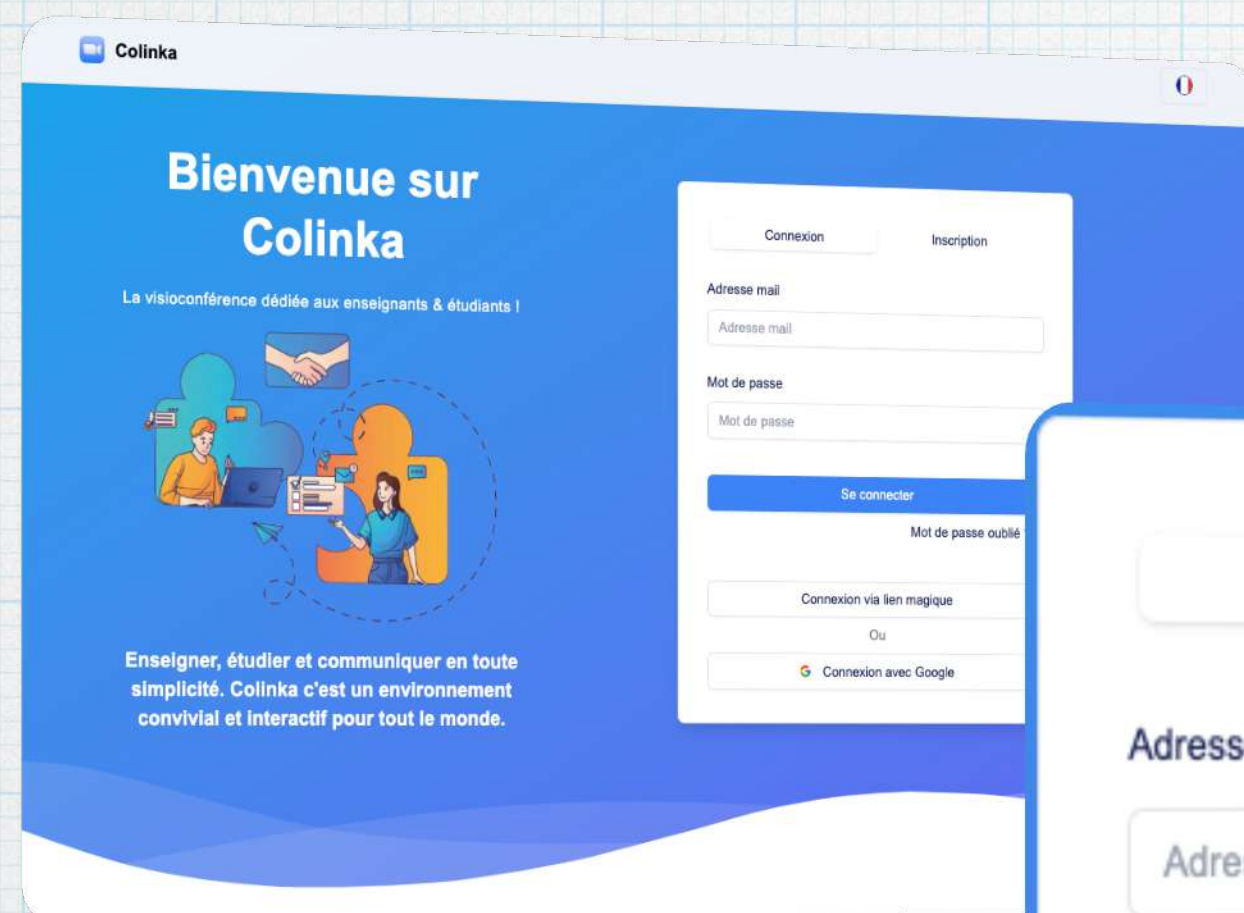 Colinka
Bienvenue sur
Colinka
La visioconférence dédiée aux enseignants & étudiants !
Enseigner, étudier et communiquer en toute
simplicité. Colinka c'est un environnement
convivial et interactif pour tout le monde.
Connexion
Inscription
Adresse mail
Adresse mail
Mot de passe
Mot de passe
Se connecter
Mot de passe oublié
Connexion via lien magique
Ou
G Connexion avec Google
Adress
Adre